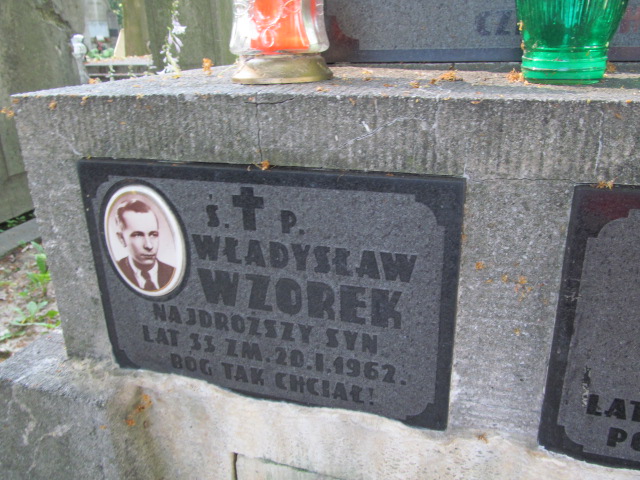 Ś. P.
WŁADYSŁAW
WZOREK
NAJDROŻSZY SYN
LAT 33 ZM. 20.I.1962.
BÓG TAK CHCIAŁ!